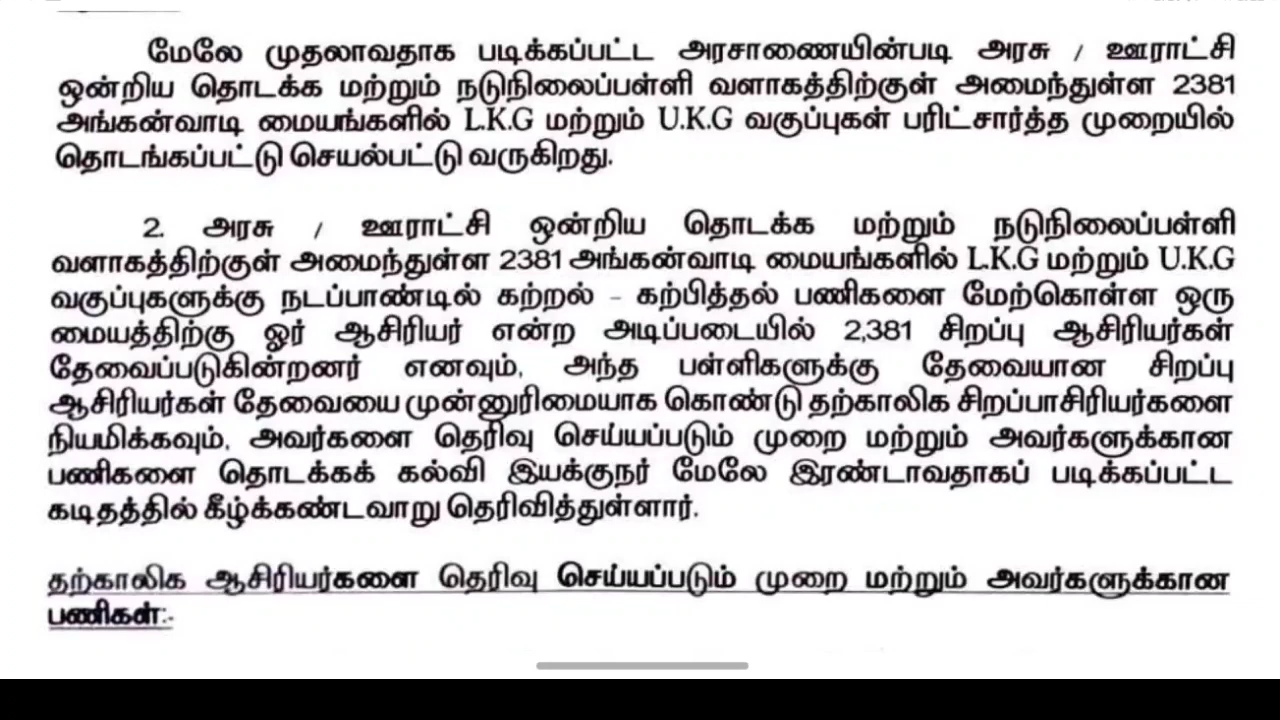 மேலே முதலாவதாக படிக்கப்பட்ட அரசாணையின்படி அரசு / ஊராட்சி
ஒன்றிய தொடக்க மற்றும் நடுநிலைப்பள்ளி வளாகத்திற்குள் அமைந்துள்ள 2381
அங்கன்வாடி மையங்களில் L.K.G மற்றும் U.K.G வகுப்புகள் பரிட்சார்த்த முறையில்
தொடங்கப்பட்டு செயல்பட்டு வருகிறது.
2. அரசு / ஊராட்சி ஒன்றிய தொடக்க மற்றும் நடுநிலைப்பள்ளி
வளாகத்திற்குள் அமைந்துள்ள 2381 அங்கன்வாடி மையங்களில் L.K.G மற்றும் U.K.G
வகுப்புகளுக்கு நடப்பாண்டில் கற்றல் - கற்பித்தல் பணிகளை மேற்கொள்ள ஒரு
மையத்திற்கு ஓர் ஆசிரியர் என்ற அடிப்படையில் 2,381 சிறப்பு ஆசிரியர்கள்
தேவைப்படுகின்றனர் எனவும், அந்த பள்ளிகளுக்கு தேவையான சிறப்பு
ஆசிரியர்கள் தேவையை முன்னுரிமையாக கொண்டு தற்காலிக சிறப்பாசிரியர்களை
நியமிக்கவும், அவர்களை தெரிவு செய்யப்படும் முறை மற்றும் அவர்களுக்கான
பணிகளை தொடக்கக் கல்வி இயக்குநர் மேலே இரண்டாவதாகப் படிக்கப்பட்ட
கடிதத்தில் கீழ்க்கண்டவாறு தெரிவித்துள்ளார்.
தற்காலிக ஆசிரியர்களை தெரிவு செய்யப்படும் முறை மற்றும் அவர்களுக்கான
பணிகள்:-